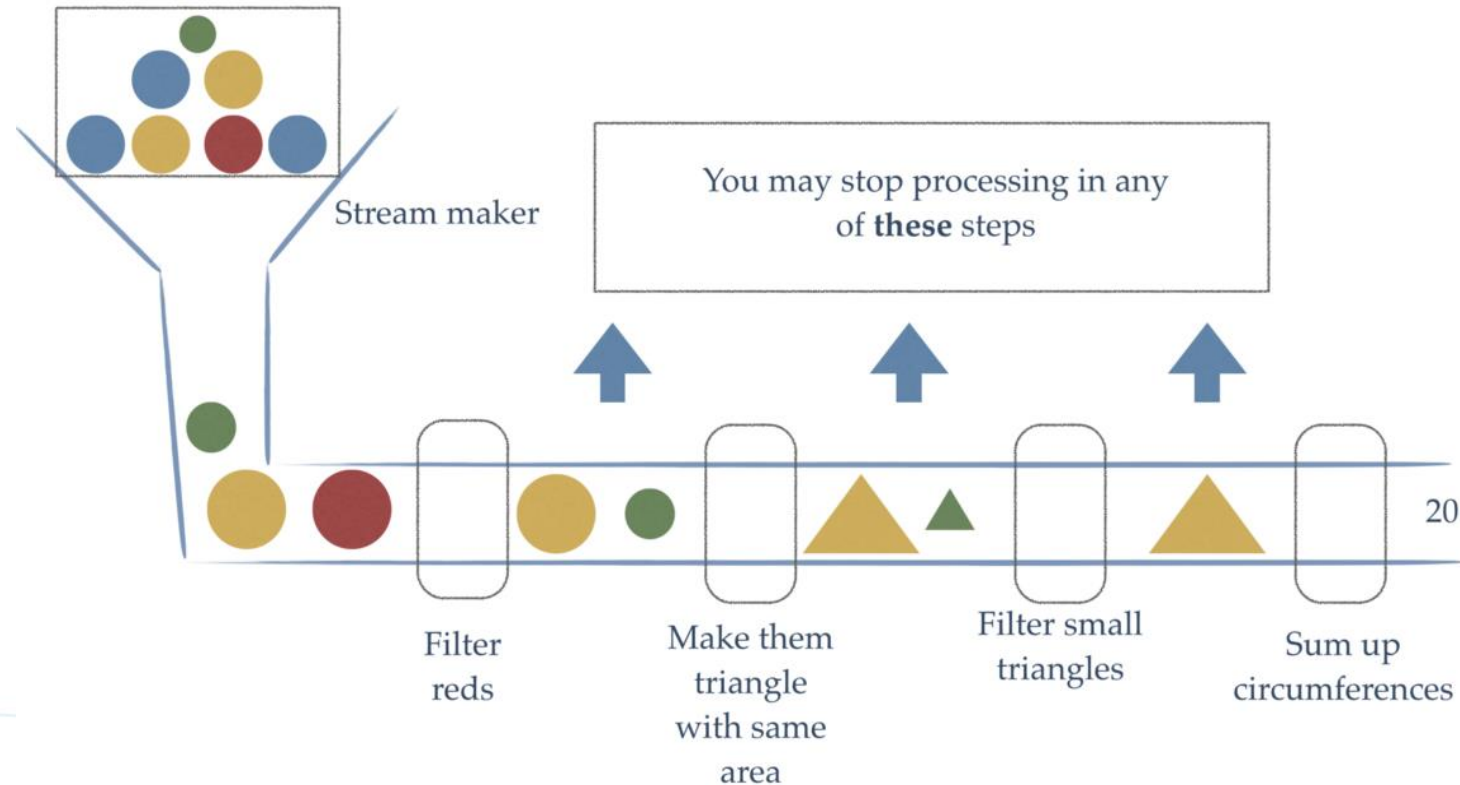 Stream maker
You may stop processing in any
of these steps
20
Filter
reds
Make them
triangle
with same
area
Filter small
triangles
Sum up
circumferences